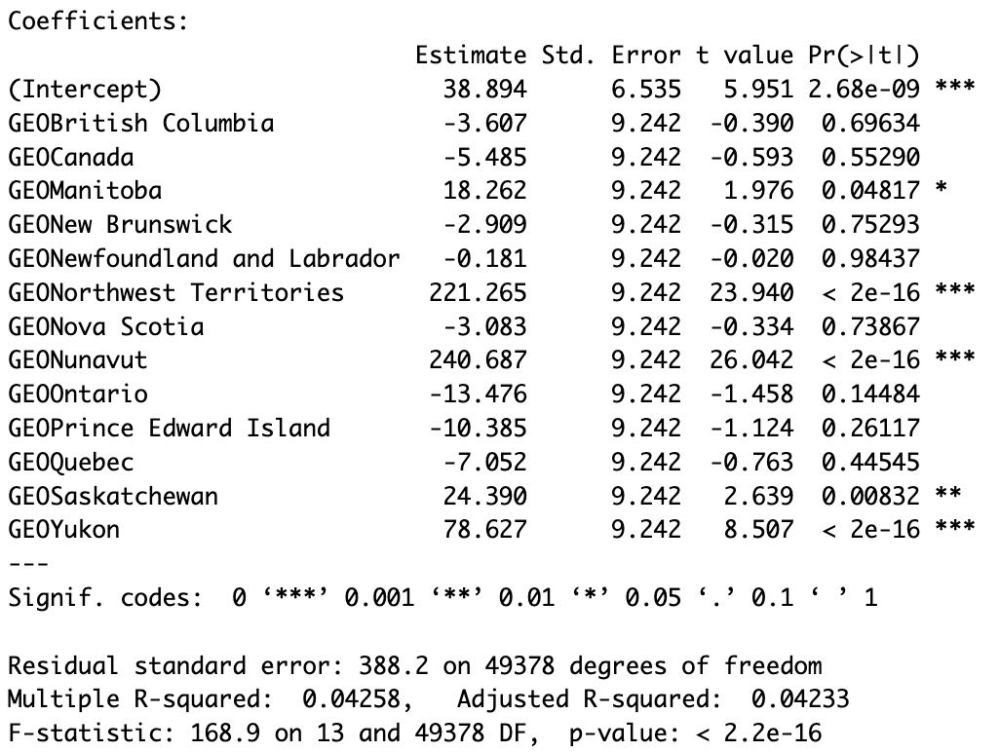 Coefficients:
Estimate Std. Error t value Pr(>|t|)
(Intercept) 38.894 6.535 5.951 2.68e-09 ***
GEOBritish Columbia -3.607 9.242 -0.390 0.69634
GEOCanada -5.485 9.242 -0.593 0.55290
GEOManitoba 18.262 9.242 1.976 0.04817 *
GEONew Brunswick -2.909 9.242 -0.315 0.75293
GEONewfoundland and Labrador -0.181 9.242 -0.020 0.98437
GEONorthwest Territories 221.265 9.242 23.940 < 2e-16 ***
GEONova Scotia -3.083 9.242 -0.334 0.73867
GEONunavut 240.687 9.242 26.042 < 2e-16 ***
GEOOntario -13.476 9.242 -1.458 0.14484
GEOPrince Edward Island -10.385 9.242 -1.124 0.26117
GEOQuebec -7.052 9.242 -0.763 0.44545
GEOSaskatchewan 24.390 9.242 2.639 0.00832 **
GEOYukon 78.627 9.242 8.507 < 2e-16 ***
---
Signif. codes: 0 ‘***’ 0.001 ‘**’ 0.01 ‘*’ 0.05 ‘.’ 0.1 ‘ ’ 1
Residual standard error: 388.2 on 49378 degrees of freedom
Multiple R-squared: 0.04258, Adjusted R-squared: 0.04233
F-statistic: 168.9 on 13 and 49378 DF, p-value: < 2.2e-16